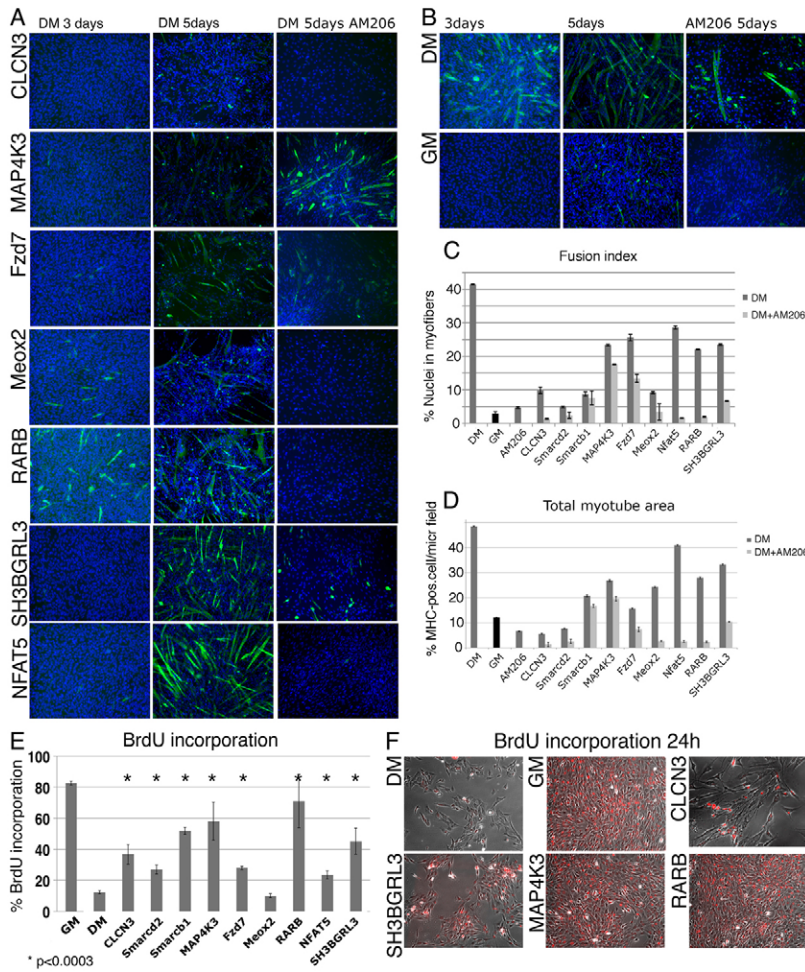 A
DM 3 days
DM 5days
DM 5days AM206
CLCN3
MAP4K3
Fzd7
Meox2
RARB
SH3BGRL3
NFAT5
B
3days
5days
AM206 5days
DM
GM
C
Fusion index
% Nuclei in myofibers
40
30
20
10
0
DM
DM+AM206
DM
GM
AM206
CLCN3
Smarcd2
Smarcb1
MAP4K3
Fzd7
Meox2
Nfat5
RARB
SH3BGRL3
D
Total myotube area
% MHC-pos.cell/micr field
40
30
20
10
0
DM
DM+AM206
DM
GM
AM206
CLCN3
Smarcd2
Smarcb1
MAP4K3
Fzd7
Meox2
Nfat5
RARB
SH3BGRL3
E
BrdU incorporation
% BrdU incorporation
100
80
60
40
20
0
* * * * * * * *
GM
DM
CLCN3
Smarcd2
Smarcb1
MAP4K3
Fzd7
Meox2
RARB
NFAT5
SH3BGRL3
* p<0.0003
F
BrdU incorporation 24h
DM
GM
CLCN3
SH3BGRL3
MAP4K3
RARB